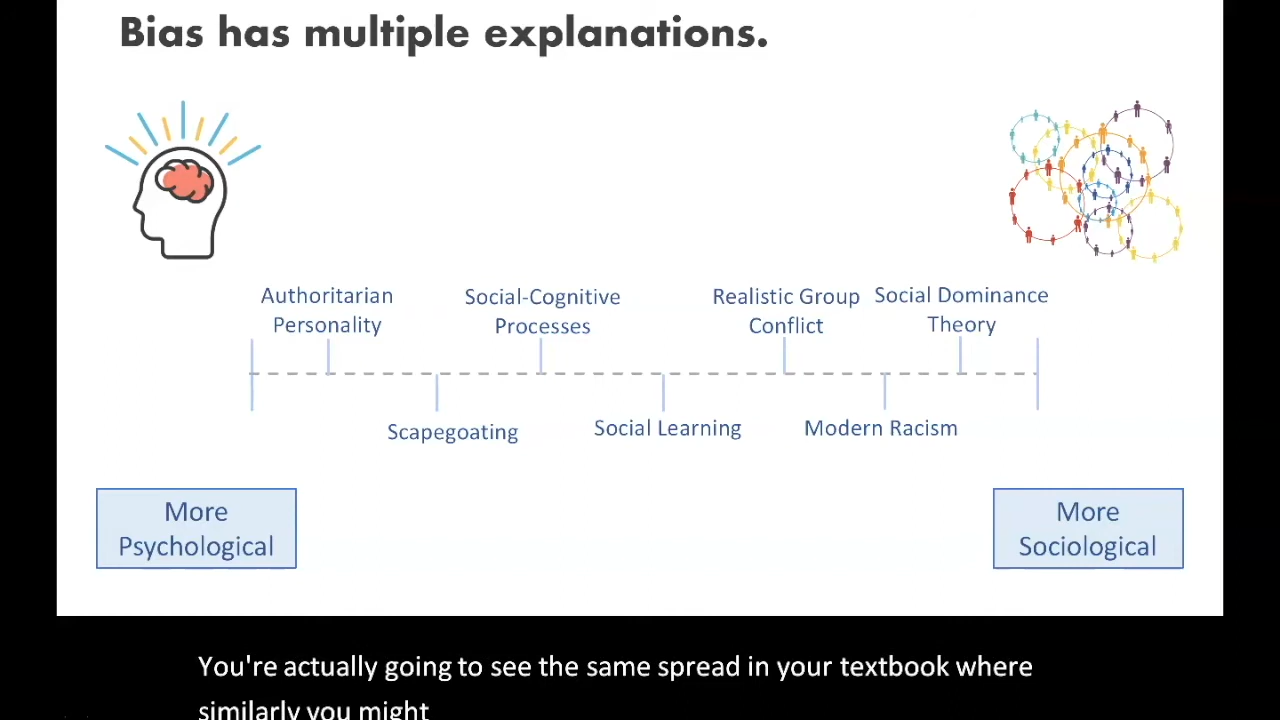 Bias has multiple explanations.
Authoritarian
Personality
Social-Cognitive
Processes
Realistic Group
Conflict
Social Dominance
Theory
Scapegoating
Social Learning
Modern Racism
More
Psychological
More
Sociological
You're actually going to see the same spread in your textbook where
similarly you might